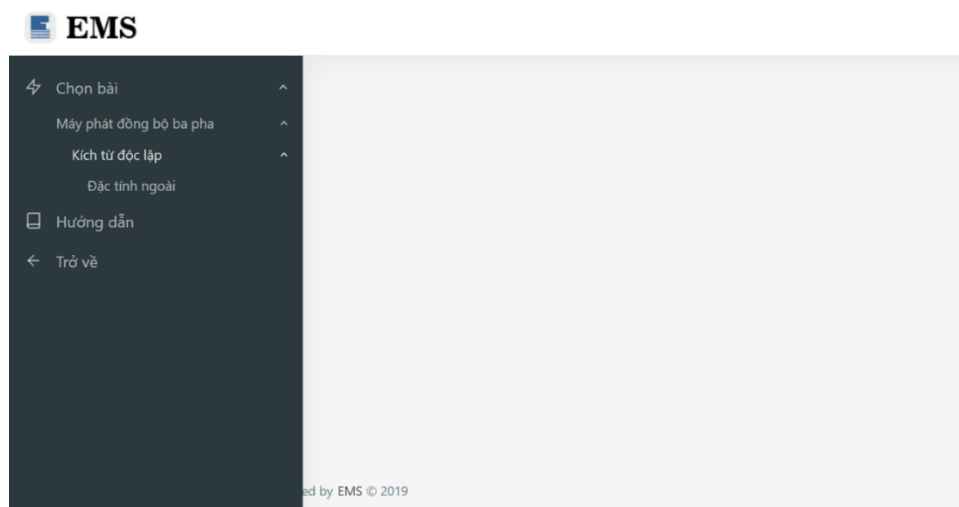 EMS
Chọn bài
Máy phát đồng bộ ba pha
Kích từ độc lập
Đặc tính ngoài
Hướng dẫn
Trở về
by EMS © 2019